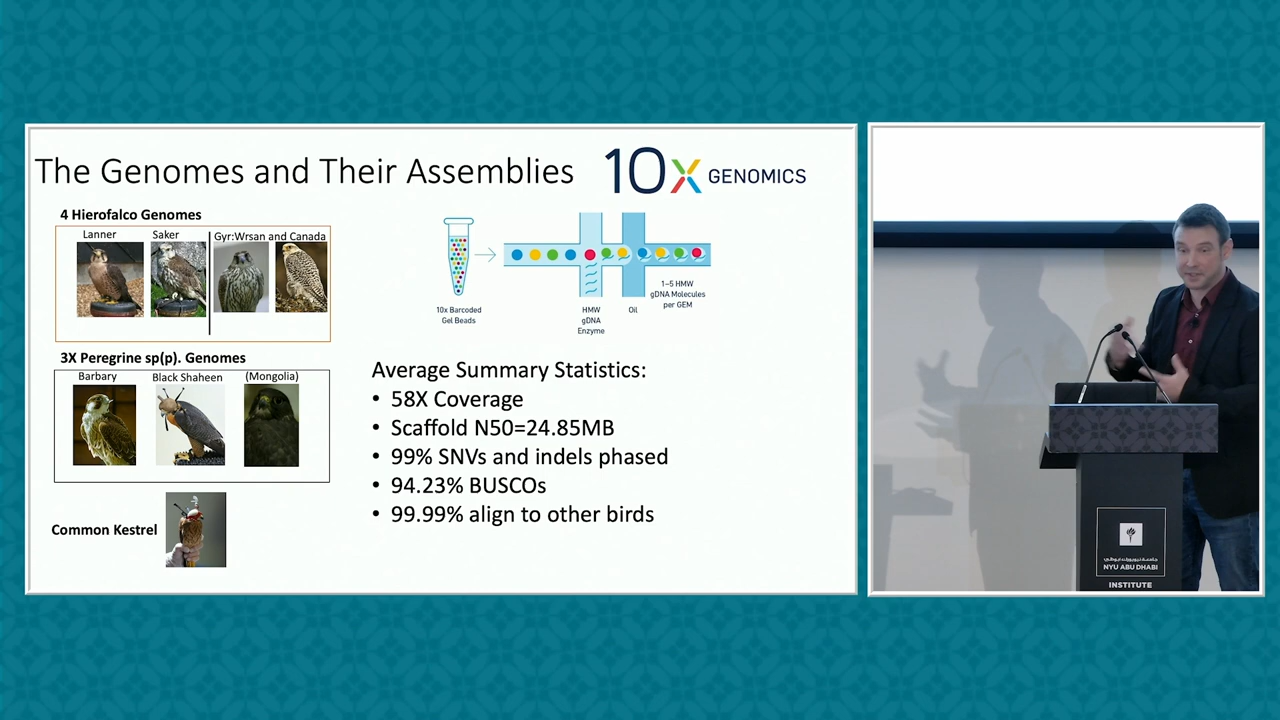 The Genomes and Their Assemblies
10X GENOMICS
4 Hierofalco Genomes
Lanner
Saker
Gyr:Wrsan and Canada
3X Peregrine sp(p). Genomes
Barbary
Black Shaheen
(Mongolia)
Common Kestrel
10x Barcoded
Gel Beads
HMW
gDNA
Enzyme
Oil
1–5 HMW
gDNA Molecules
per GEM
Average Summary Statistics:
• 58X Coverage
• Scaffold N50=24.85MB
• 99% SNVs and indels phased
• 94.23% BUSCOs
• 99.99% align to other birds
جامعـة نيويورك أبوظبي
NYU ABU DHABI
INSTITUTE